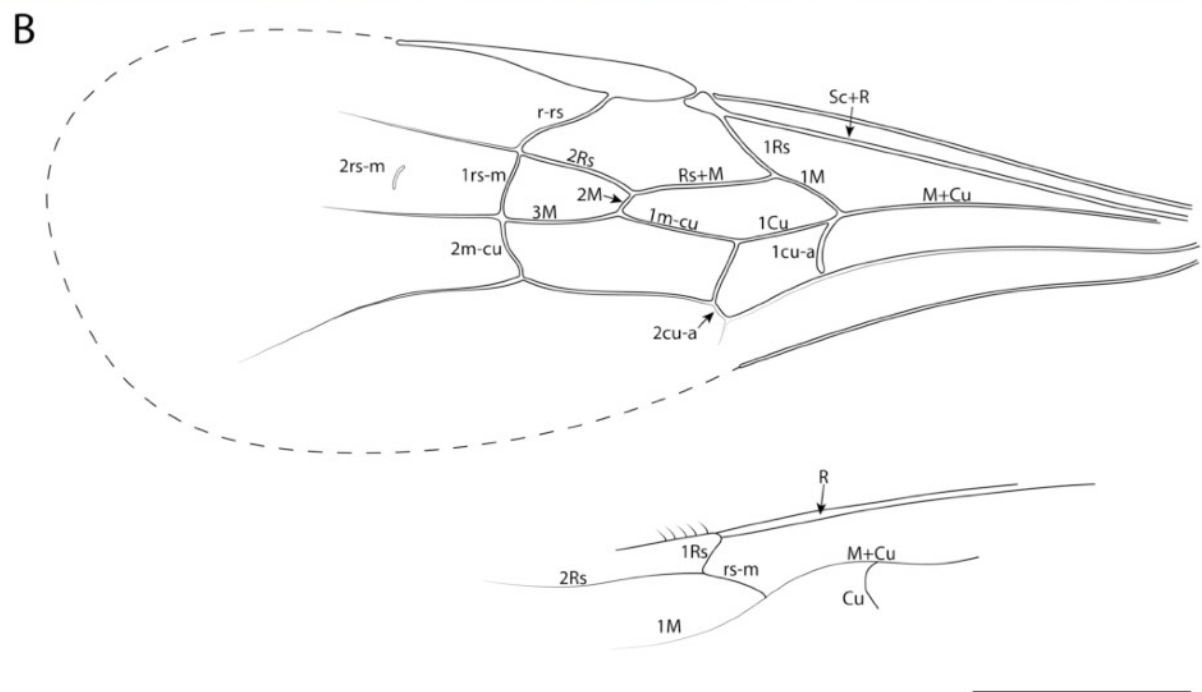 B
Sc+R
r-rs
1Rs
2Rs
2rs-m
1rs-m
Rs+M
1M
2M
M+Cu
3M
1m-cu
1Cu
2m-cu
1cu-a
2cu-a
R
1Rs
M+Cu
rs-m
2Rs
Cu
1M